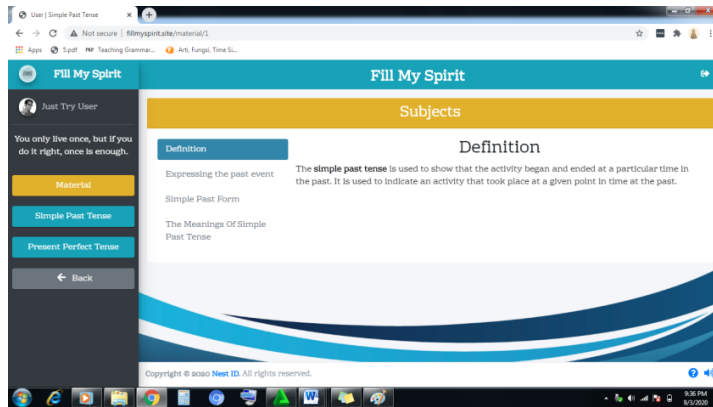 User | Simple Past Tense
Not secure | fillmyspirit.site/material/1
Apps 5.pdf Teaching Grammar... Arti, Fungsi, Time Si...
Fill My Spirit
Fill My Spirit
Just Try User
Subjects
You only live once, but if you
do it right, once is enough.
Material
Simple Past Tense
Present Perfect Tense
Back
Definition
Expressing the past event
Simple Past Form
The Meanings Of Simple
Past Tense
Definition
The simple past tense is used to show that the activity began and ended at a particular time in
the past. It is used to indicate an activity that took place at a given point in time at the past.
Copyright © 2020 Nest ID. All rights reserved.
9:36 PM
9/3/2020